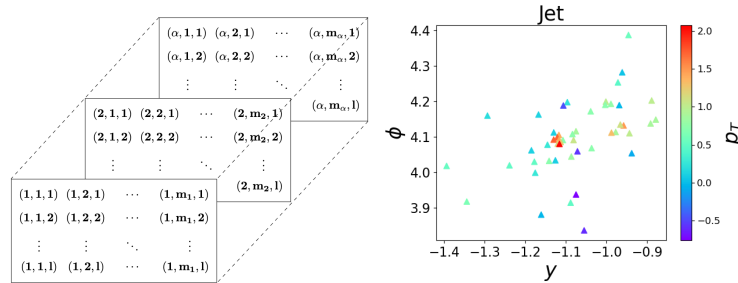 (α, 1, 1) (α, 2, 1) ⋯ (α, m_α, 1)
(α, 1, 2) (α, 2, 2) ⋯ (α, m_α, 2)
⋮ ⋮ ⋱ ⋮
(α, m_α, l)
(2, 1, 1) (2, 2, 1) ⋯ (2, m_2, 1)
(2, 1, 2) (2, 2, 2) ⋯ (2, m_2, 2)
⋮ ⋮ ⋱ ⋮
(2, m_2, l)
(1, 1, 1) (1, 2, 1) ⋯ (1, m_1, 1)
(1, 1, 2) (1, 2, 2) ⋯ (1, m_1, 2)
⋮ ⋮ ⋱ ⋮
(1, 1, l) (1, 2, l) ⋯ (1, m_1, l)
Jet
4.4
4.3
4.2
4.1
4.0
3.9
ϕ
−1.4 −1.3 −1.2 −1.1 −1.0 −0.9
y
2.0
1.5
1.0
0.5
0.0
−0.5
p_T